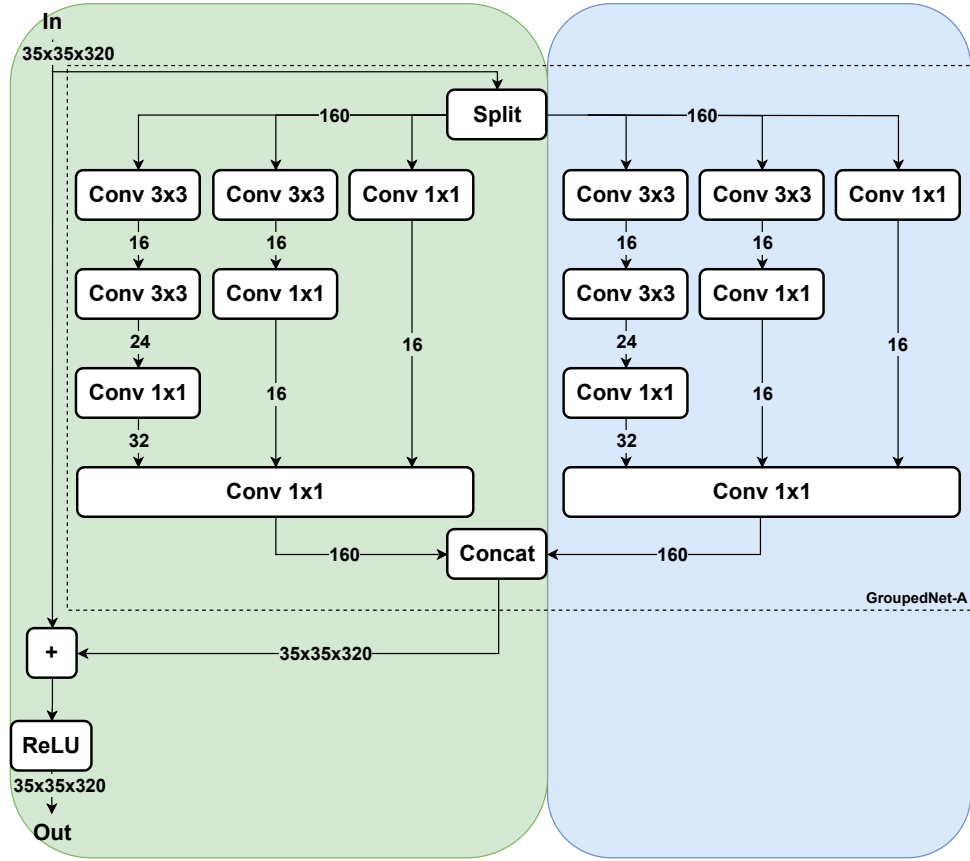 In
35x35x320
Split
160
160
Conv 3x3
Conv 3x3
Conv 1x1
Conv 3x3
Conv 3x3
Conv 1x1
16
16
16
16
Conv 3x3
Conv 1x1
Conv 3x3
Conv 1x1
24
16
24
16
Conv 1x1
16
Conv 1x1
16
32
32
Conv 1x1
Conv 1x1
160
Concat
160
GroupedNet-A
+
35x35x320
ReLU
35x35x320
Out